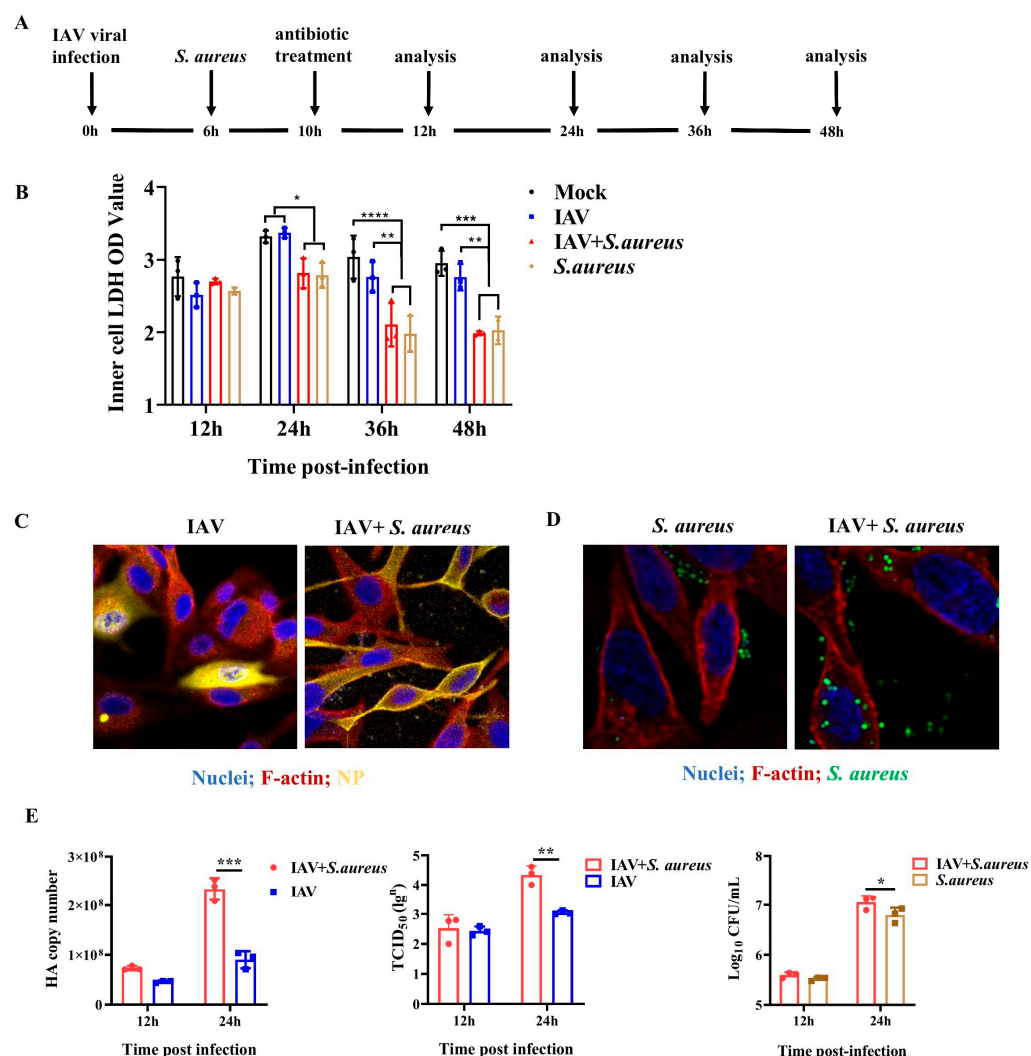 A
IAV viral
infection
S. aureus
antibiotic
treatment
analysis
analysis
analysis
analysis
0h
6h
10h
12h
24h
36h
48h
B
Inner cell LDH OD Value
4
3
2
1
*
****
**
***
**
12h
24h
36h
48h
Time post-infection
Mock
IAV
IAV+S.aureus
S.aureus
C
IAV
IAV+ S. aureus
Nuclei; F-actin; NP
D
S. aureus
IAV+ S. aureus
Nuclei; F-actin; S. aureus
E
HA copy number
3×10⁸
2×10⁸
1×10⁸
0
***
12h
24h
Time post infection
IAV+S.aureus
IAV
TCID₅₀ (lgⁿ)
5
4
3
2
1
0
**
12h
24h
Time post infection
IAV+S. aureus
IAV
Log₁₀ CFU/mL
8
7
6
5
*
12h
24h
Time post-infection
IAV+S.aureus
S.aureus